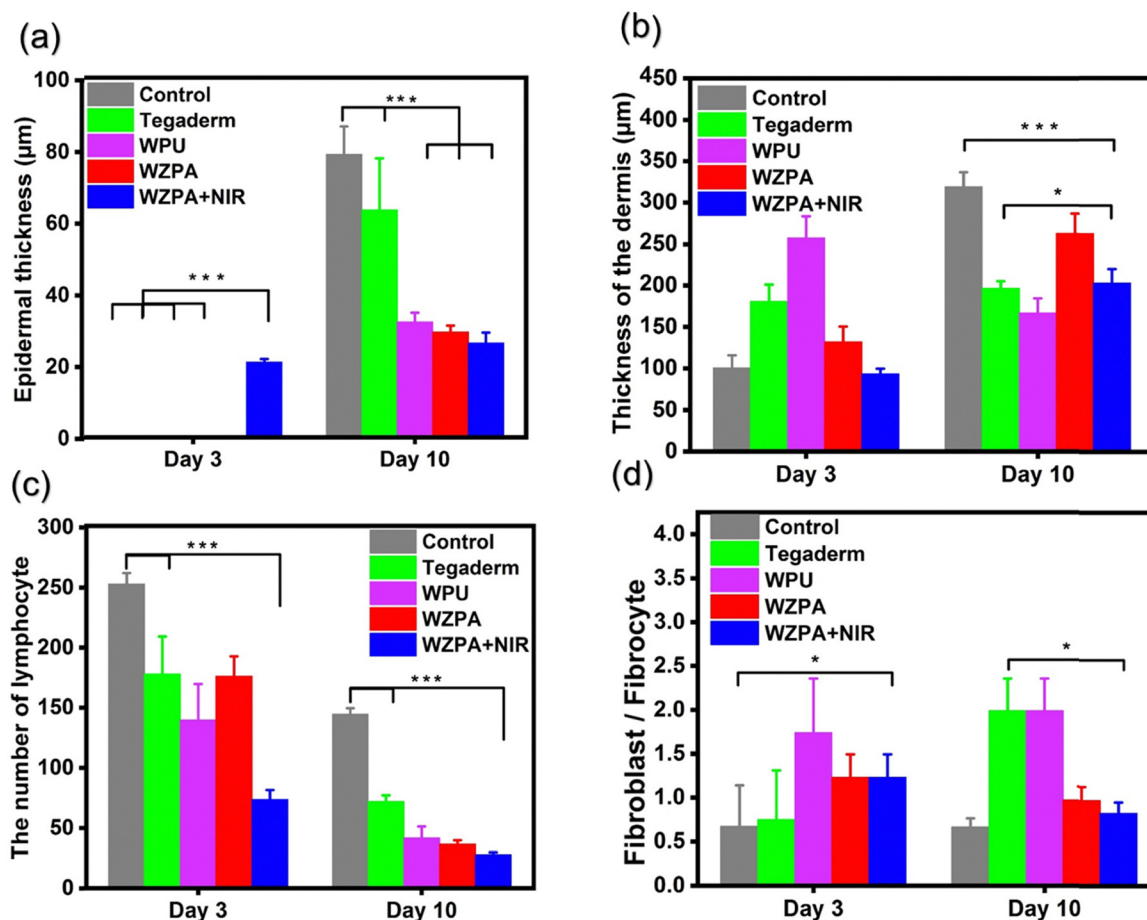 (a)
Epidermal thickness (μm)
100
80
60
40
20
0
Control
Tegaderm
WPU
WZPA
WZPA+NIR
***
***
Day 3
Day 10
(b)
Thickness of the dermis (μm)
450
400
350
300
250
200
150
100
50
0
Control
Tegaderm
WPU
WZPA
WZPA+NIR
***
*
Day 3
Day 10
(c)
The number of lymphocyte
300
250
200
150
100
50
0
Control
Tegaderm
WPU
WZPA
WZPA+NIR
***
***
Day 3
Day 10
(d)
Fibroblast / Fibrocyte
4.0
3.5
3.0
2.5
2.0
1.5
1.0
0.5
0.0
Control
Tegaderm
WPU
WZPA
WZPA+NIR
*
*
Day 3
Day 10